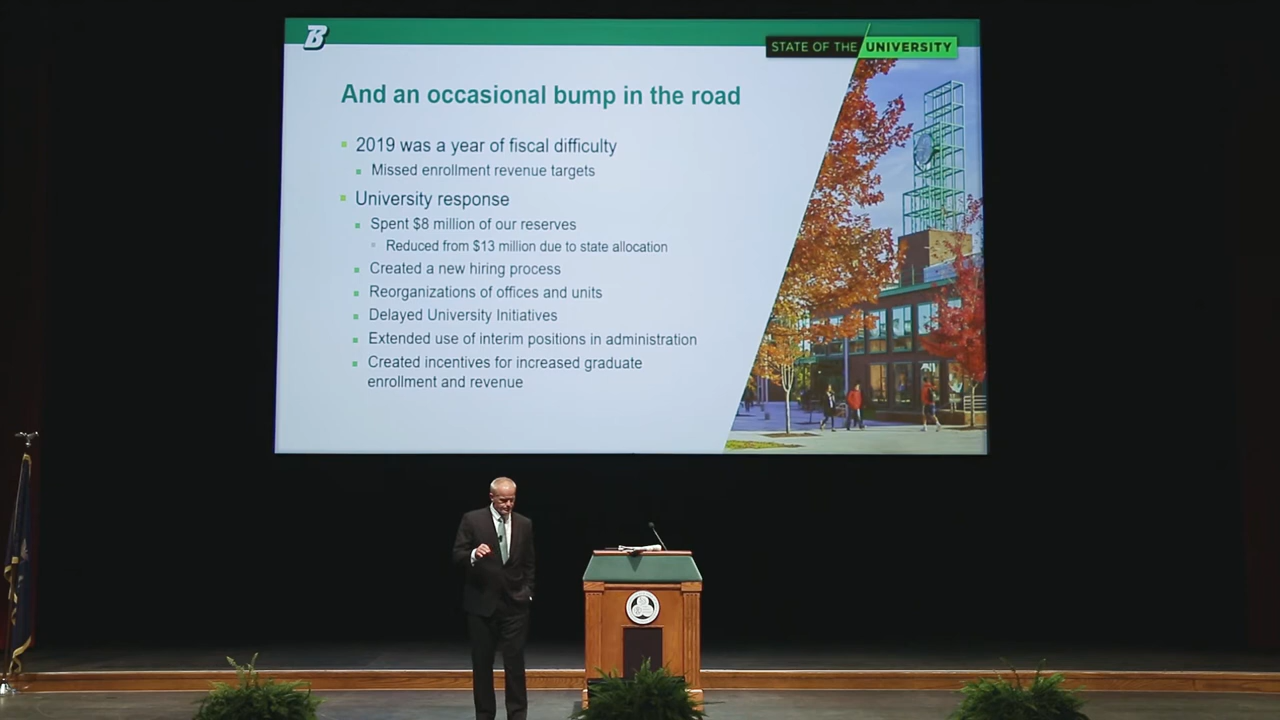 B
STATE OF THE UNIVERSITY
And an occasional bump in the road
2019 was a year of fiscal difficulty
Missed enrollment revenue targets
University response
Spent $8 million of our reserves
Reduced from $13 million due to state allocation
Created a new hiring process
Reorganizations of offices and units
Delayed University Initiatives
Extended use of interim positions in administration
Created incentives for increased graduate
enrollment and revenue